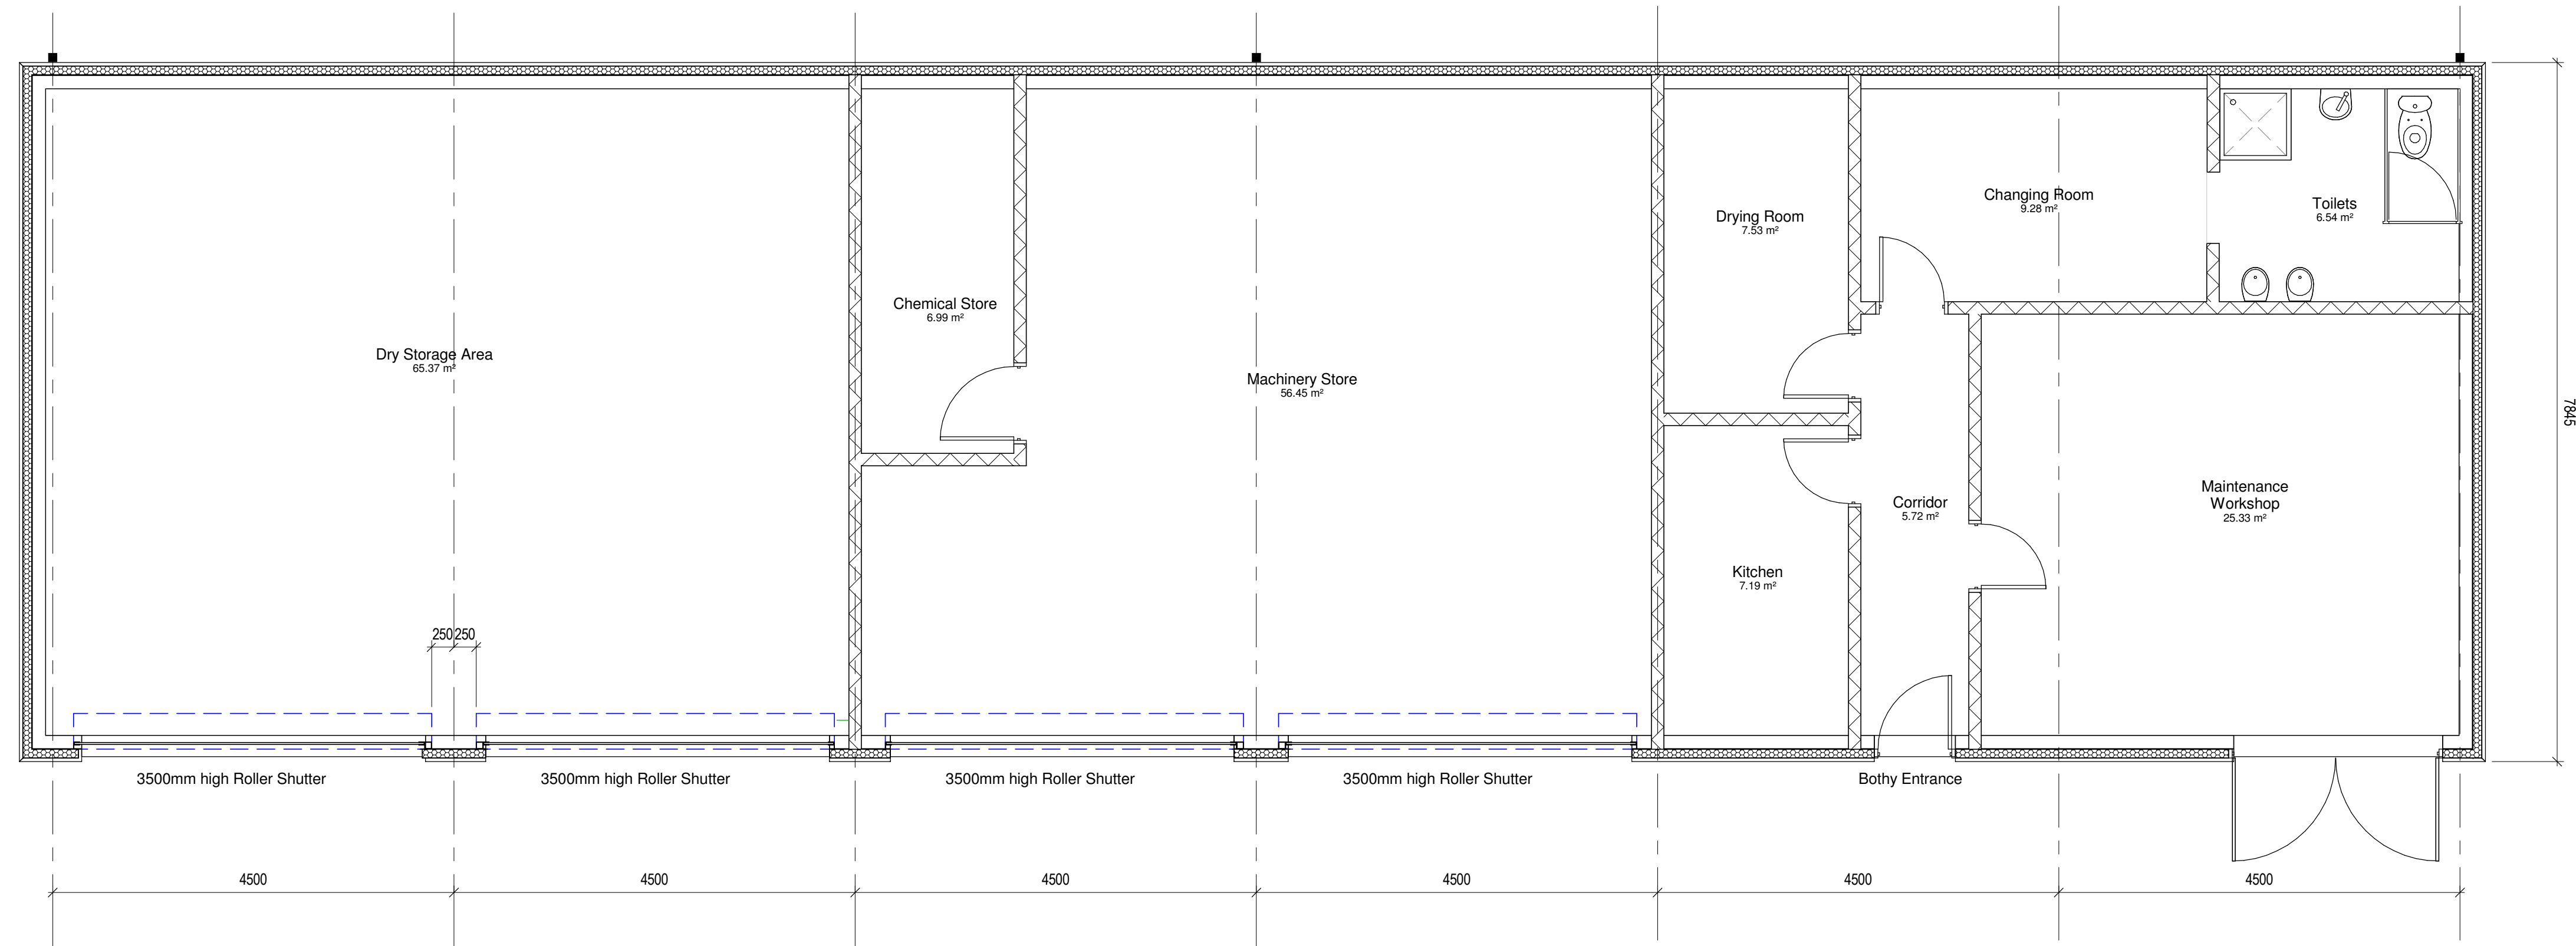 Changing Room
9.28 m²
Toilets
6.54 m²
Drying Room
7.53 m²
Chemical Store
6.99 m²
Dry Storage Area
65.37 m²
Machinery Store
56.45 m²
7845
Maintenance
Workshop
25.33 m²
Corridor
5.72 m²
Kitchen
7.19 m²
250 250
3500mm high Roller Shutter
3500mm high Roller Shutter
3500mm high Roller Shutter
3500mm high Roller Shutter
Bothy Entrance
4500
4500
4500
4500
4500
4500